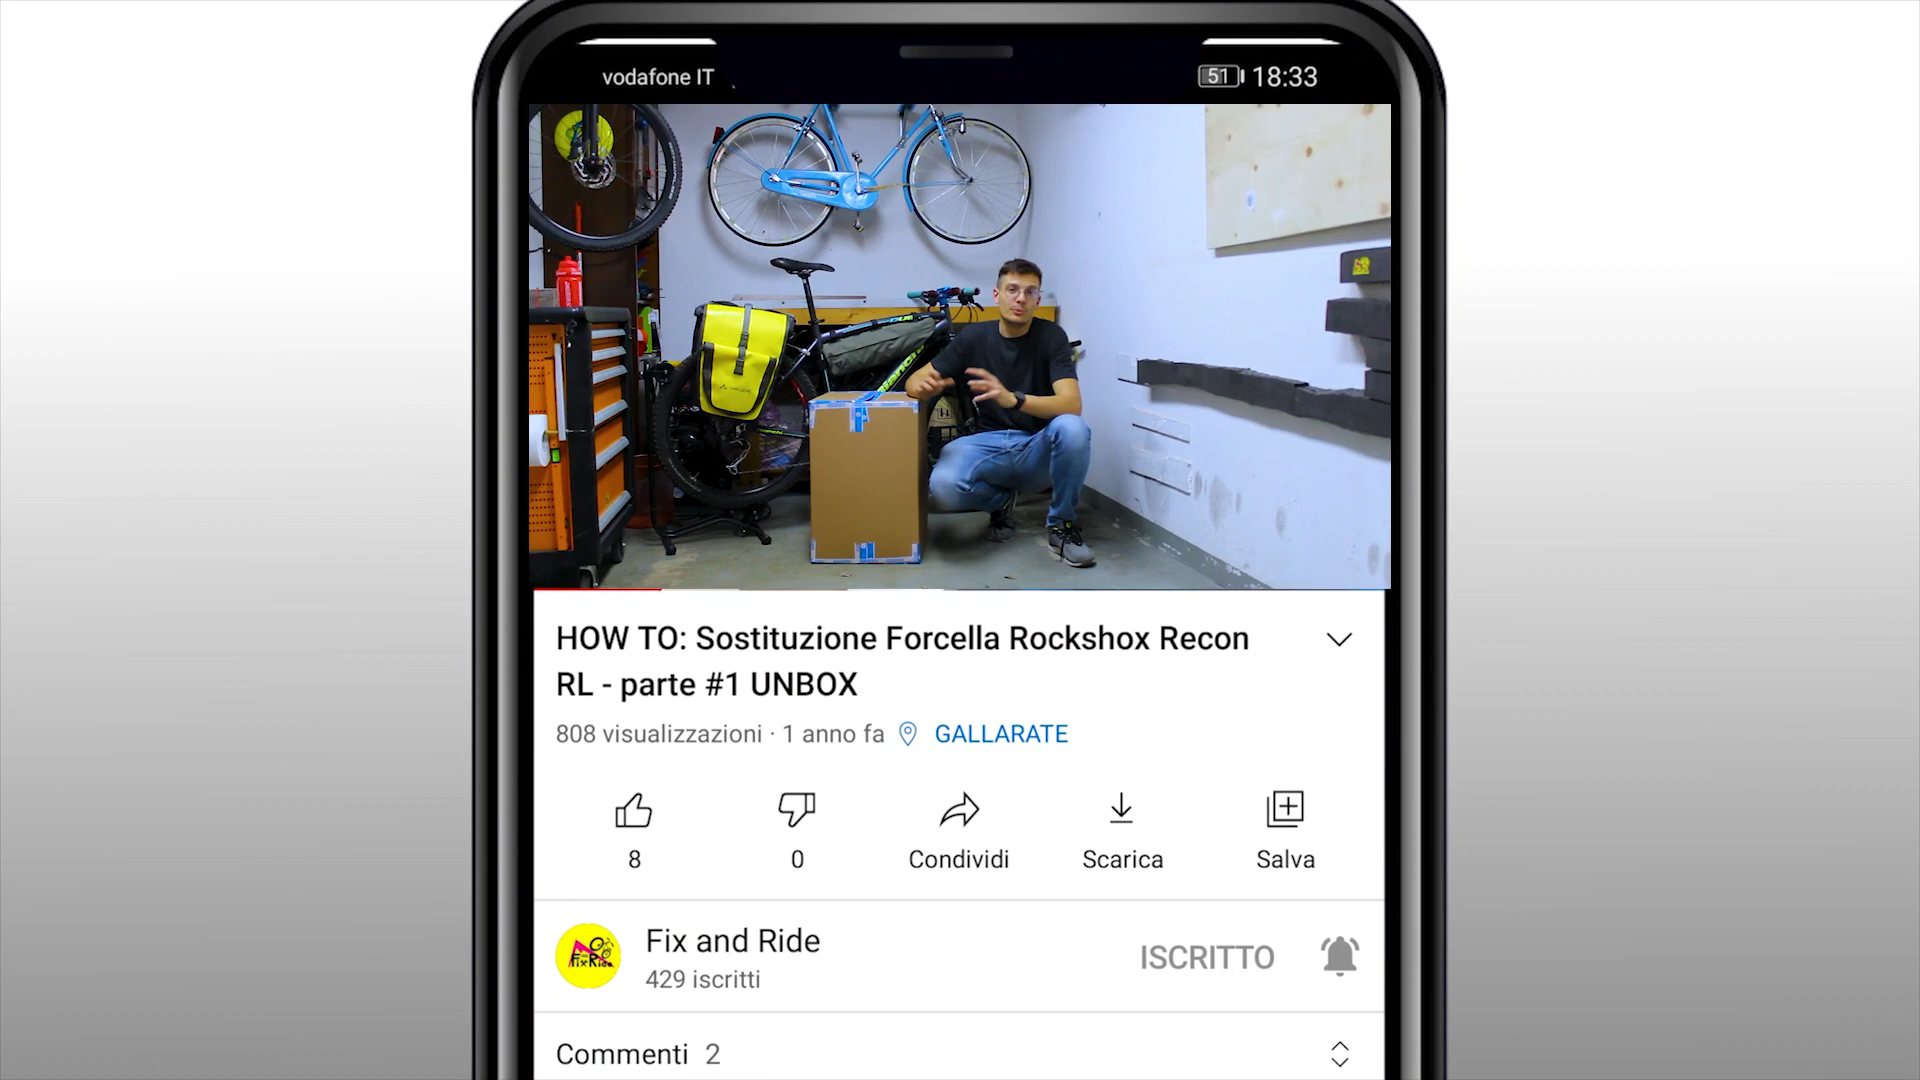 vodafone IT
51 18:33
HOW TO: Sostituzione Forcella Rockshox Recon
RL - parte #1 UNBOX
808 visualizzazioni · 1 anno fa GALLARATE
8 0 Condividi Scarica Salva
Fix and Ride
429 iscritti
ISCRITTO
Commenti 2